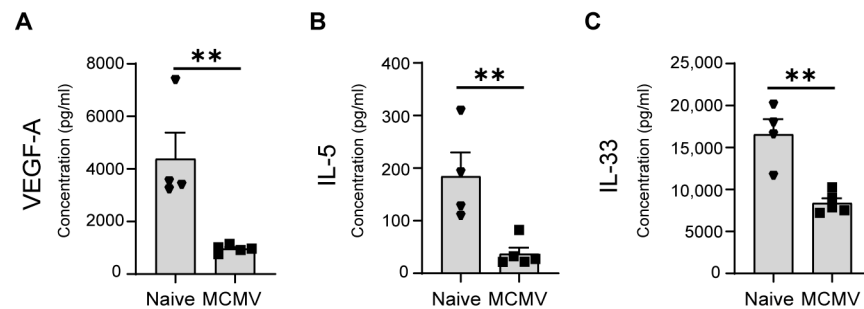 A
VEGF-A
Concentration (pg/ml)
8000
6000
4000
2000
0
**
Naive MCMV
B
IL-5
Concentration (pg/ml)
400
300
200
100
0
**
Naive MCMV
C
IL-33
Concentration (pg/ml)
25,000
20,000
15,000
10,000
5000
0
**
Naive MCMV